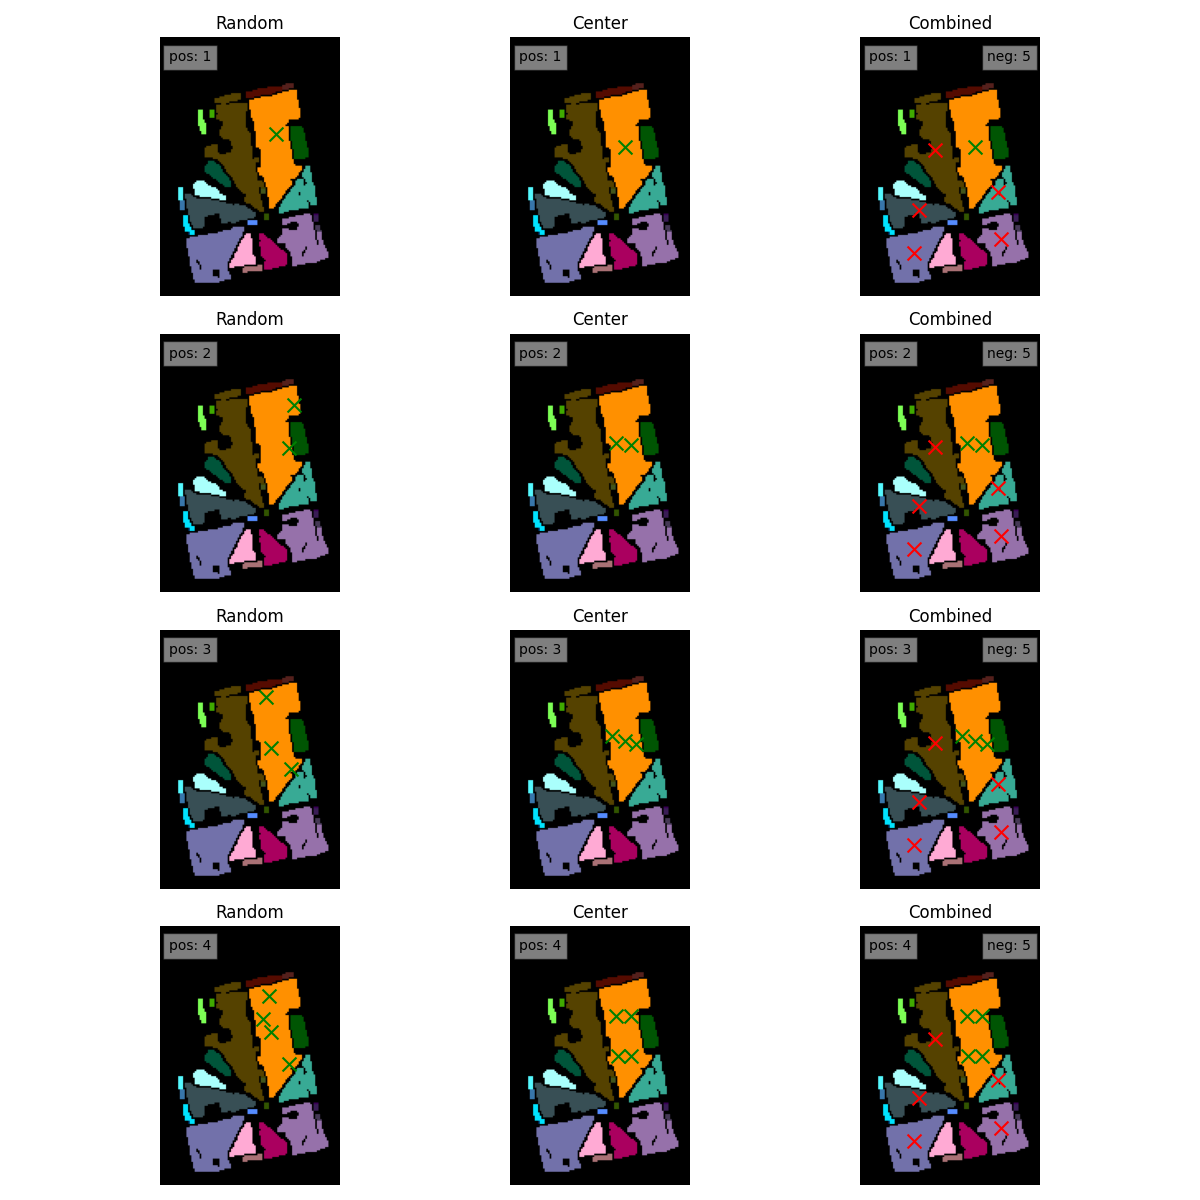 Random Center Combined
pos: 1 pos: 1 pos: 1 neg: 5
Random Center Combined
pos: 2 pos: 2 pos: 2 neg: 5
Random Center Combined
pos: 3 pos: 3 pos: 3 neg: 5
Random Center Combined
pos: 4 pos: 4 pos: 4 neg: 5